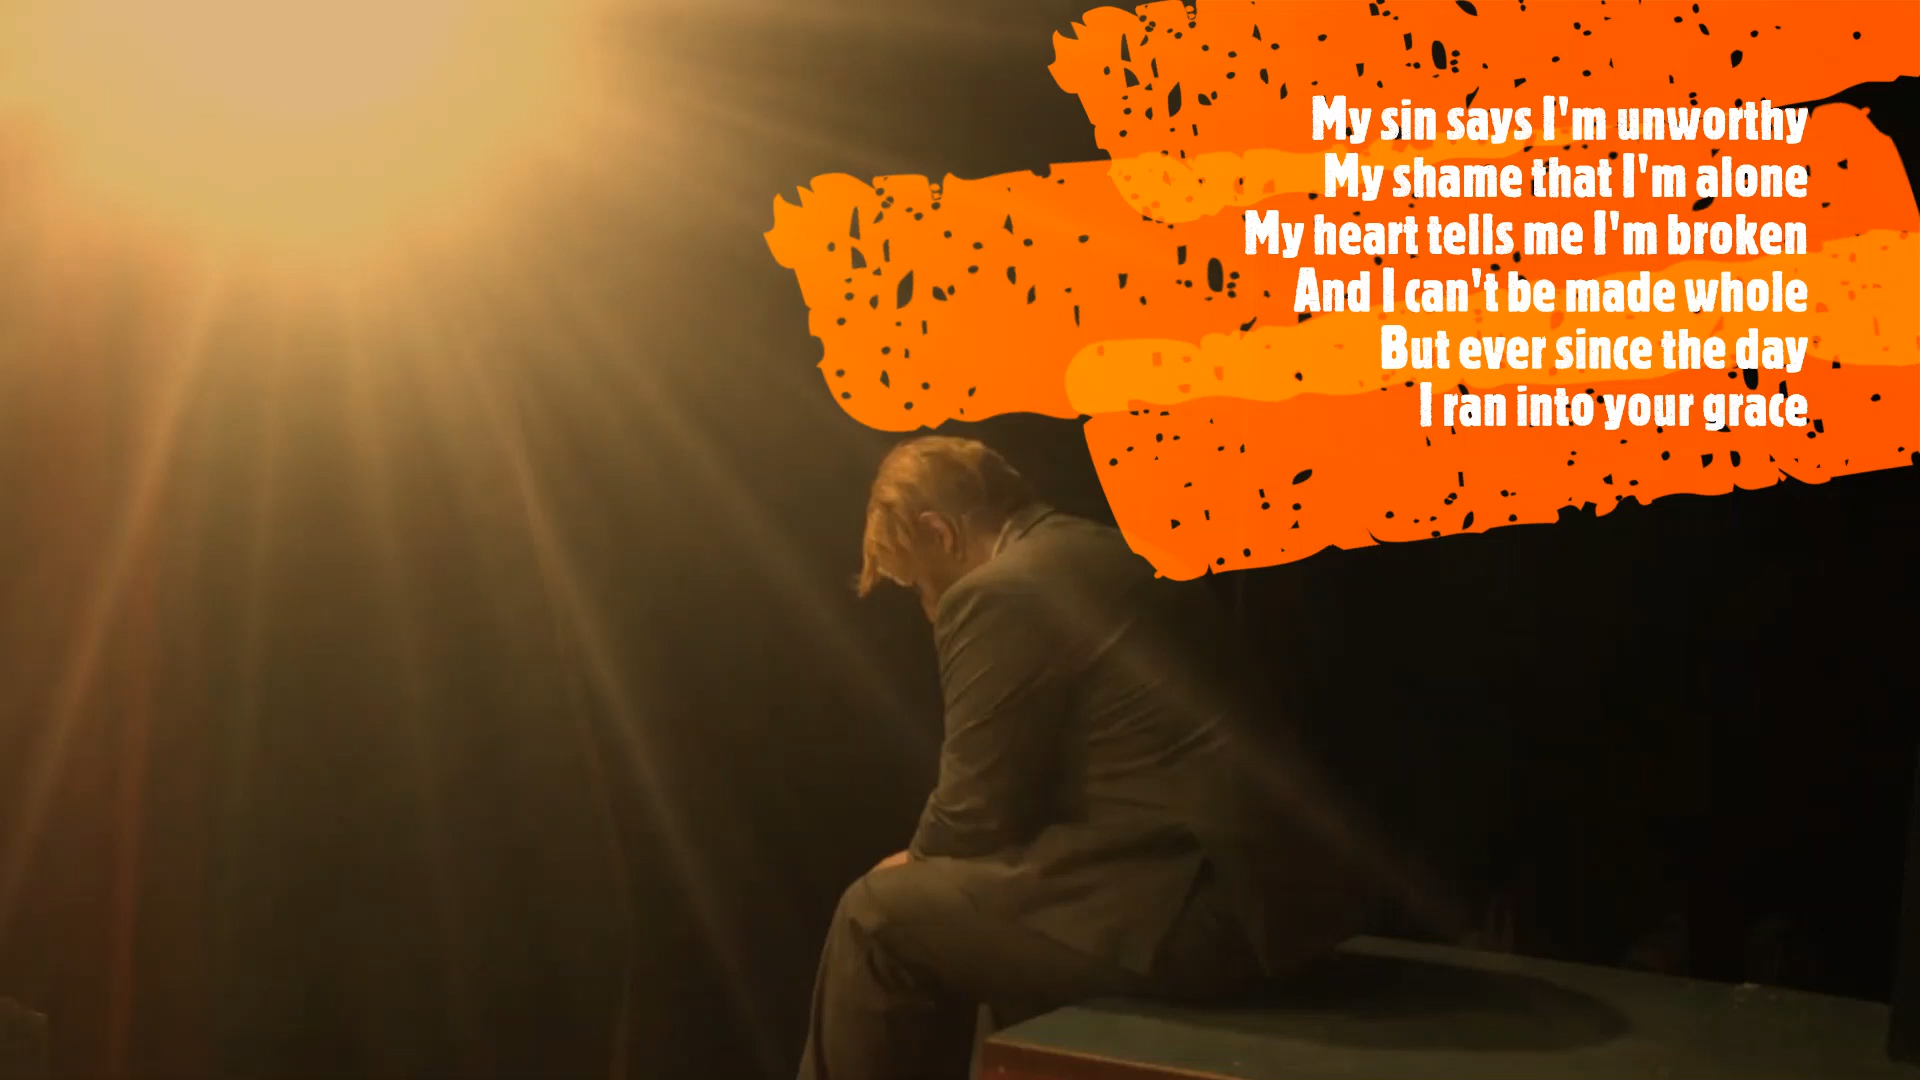 My sin says I'm unworthy
My shame that I'm alone
My heart tells me I'm broken
And I can't be made whole
But ever since the day
I ran into your grace